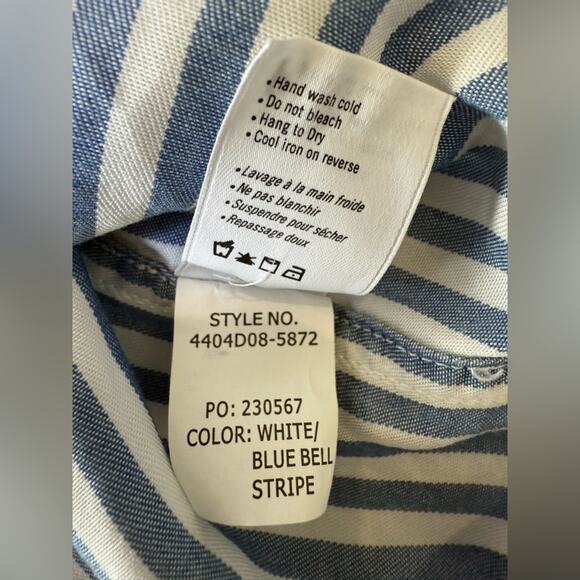 • Hand wash cold
• Do not bleach
• Hang to Dry
• Cool iron on reverse
• Lavage à la main froide
• Ne pas blanchir
• Suspendre pour sécher
• Repassage doux
STYLE NO.
4404D08-5872
PO: 230567
COLOR: WHITE/
BLUE BELL
STRIPE